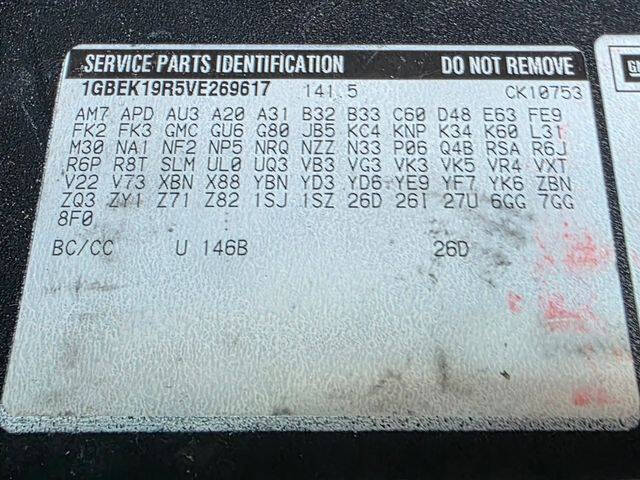 SERVICE PARTS IDENTIFICATION DO NOT REMOVE
1GBEK19R5VE269617 141.5 CK10753
AM7 APD AU3 A20 A31 B32 B33 C60 D48 E63 FE9
FK2 FK3 GMC GU6 G80 JB5 KC4 KNP K34 K60 L31
M30 NA1 NF2 NP5 NRQ NZZ N33 P06 Q4B RSA R6J
R6P R8T SLM UL0 UQ3 VB3 VG3 VK3 VK5 VR4 VXT
V22 V73 XBN X88 YBN YD3 YD6 YE9 YF7 YK6 ZBN
ZQ3 ZY1 Z71 Z82 1SJ 1SZ 26D 26I 27U 6GG 7GG
8F0
BC/CC U 146B 26D
GM